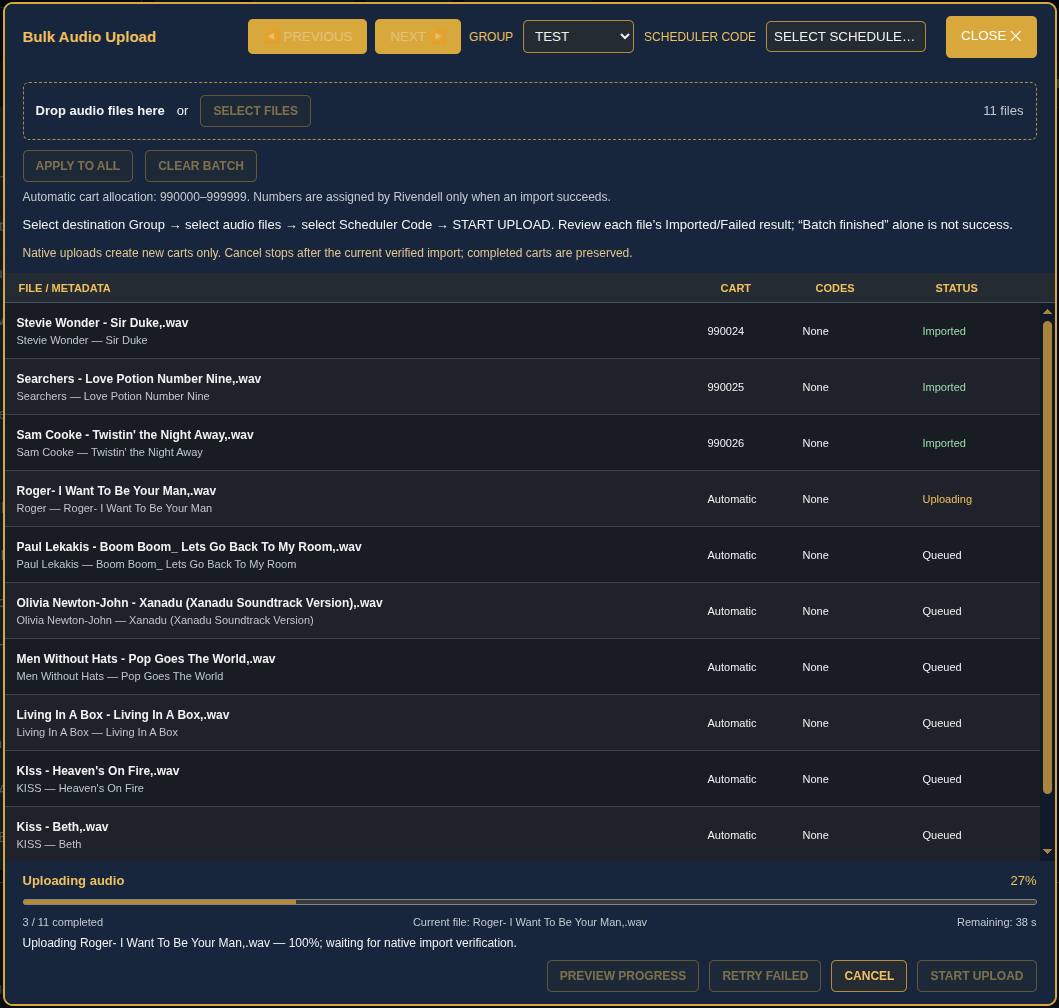 Bulk Audio Upload
◄ PREVIOUS NEXT ► GROUP TEST SCHEDULER CODE SELECT SCHEDULE... CLOSE ✕
Drop audio files here or SELECT FILES 11 files
APPLY TO ALL CLEAR BATCH
Automatic cart allocation: 990000–999999. Numbers are assigned by Rivendell only when an import succeeds.
Select destination Group → select audio files → select Scheduler Code → START UPLOAD. Review each file's Imported/Failed result; “Batch finished” alone is not success.
Native uploads create new carts only. Cancel stops after the current verified import; completed carts are preserved.
FILE / METADATA CART CODES STATUS
Stevie Wonder - Sir Duke,.wav
Stevie Wonder — Sir Duke
990024 None Imported
Searchers - Love Potion Number Nine,.wav
Searchers — Love Potion Number Nine
990025 None Imported
Sam Cooke - Twistin' the Night Away,.wav
Sam Cooke — Twistin' the Night Away
990026 None Imported
Roger- I Want To Be Your Man,.wav
Roger — Roger- I Want To Be Your Man
Automatic None Uploading
Paul Lekakis - Boom Boom_ Lets Go Back To My Room,.wav
Paul Lekakis — Boom Boom_ Lets Go Back To My Room
Automatic None Queued
Olivia Newton-John - Xanadu (Xanadu Soundtrack Version),.wav
Olivia Newton-John — Xanadu (Xanadu Soundtrack Version)
Automatic None Queued
Men Without Hats - Pop Goes The World,.wav
Men Without Hats — Pop Goes The World
Automatic None Queued
Living In A Box - Living In A Box,.wav
Living In A Box — Living In A Box
Automatic None Queued
KIss - Heaven's On Fire,.wav
KISS — Heaven's On Fire
Automatic None Queued
Kiss - Beth,.wav
KISS — Beth
Automatic None Queued
Uploading audio 27%
3 / 11 completed Current file: Roger- I Want To Be Your Man,.wav Remaining: 38 s
Uploading Roger- I Want To Be Your Man,.wav — 100%; waiting for native import verification.
PREVIEW PROGRESS RETRY FAILED CANCEL START UPLOAD